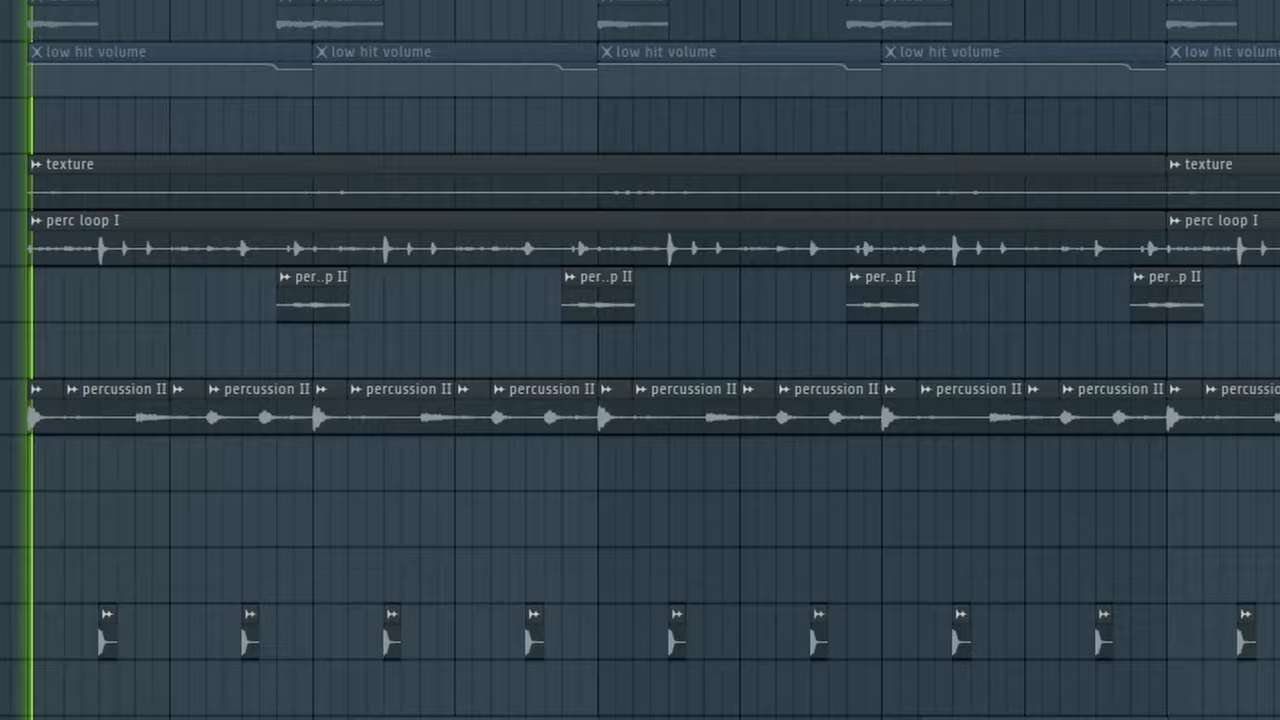 low hit volume low hit volume low hit volume low hit volume low hit volume
texture texture
perc loop I perc loop I
per..p II per..p II per..p II per..p II
percussion II percussion II percussion II percussion II percussion II percussion II percussion II percussion II percussio